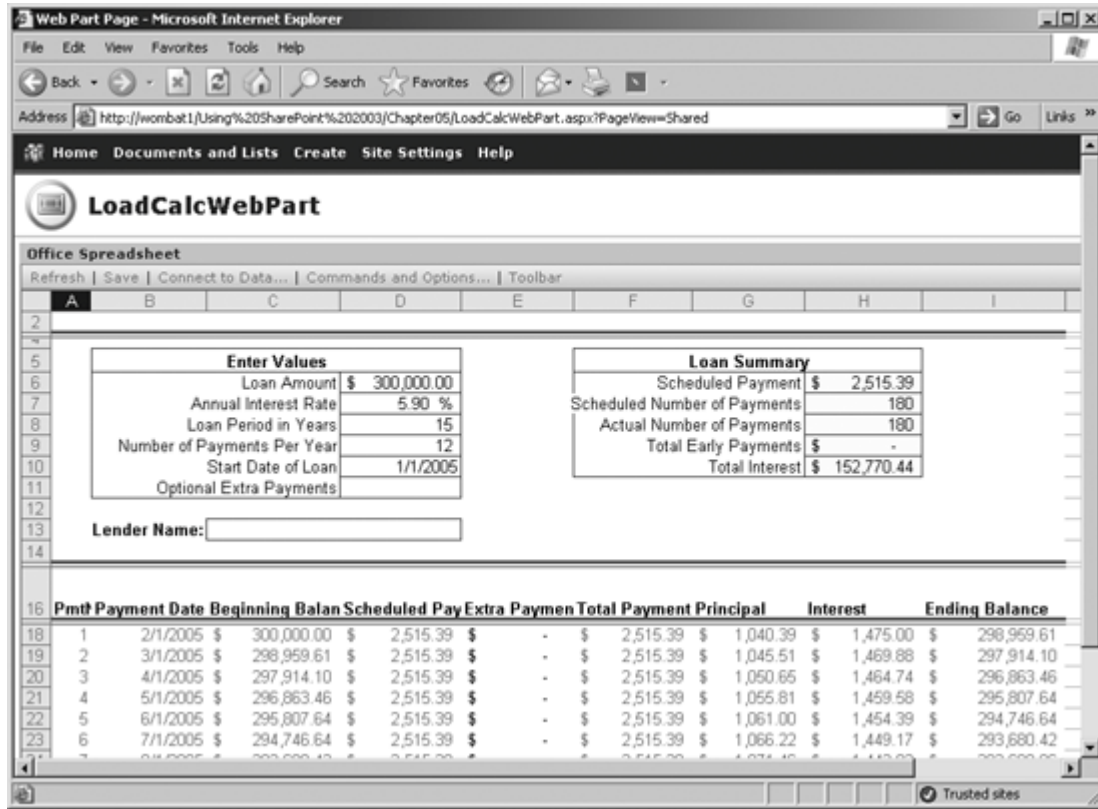 Web Part Page - Microsoft Internet Explorer
File Edit View Favorites Tools Help
Back Search Favorites
Address http://wombat1/Using%20SharePoint%202003/Chapter05/LoadCalcWebPart.aspx?PageView=Shared Go Links »
Home Documents and Lists Create Site Settings Help
LoadCalcWebPart
Office Spreadsheet
Refresh | Save | Connect to Data... | Commands and Options... | Toolbar
A B C D E F G H I
2
5 Enter Values Loan Summary
6 Loan Amount $ 300,000.00 Scheduled Payment $ 2,515.39
7 Annual Interest Rate 5.90 % Scheduled Number of Payments 180
8 Loan Period in Years 15 Actual Number of Payments 180
9 Number of Payments Per Year 12 Total Early Payments $ -
10 Start Date of Loan 1/1/2005 Total Interest $ 152,770.44
11 Optional Extra Payments
12
13 Lender Name:
14
16 Pmt Payment Date Beginning Balan Scheduled Pay Extra Paymen Total Payment Principal Interest Ending Balance
18 1 2/1/2005 $ 300,000.00 $ 2,515.39 $ - $ 2,515.39 $ 1,040.39 $ 1,475.00 $ 298,959.61
19 2 3/1/2005 $ 298,959.61 $ 2,515.39 $ - $ 2,515.39 $ 1,045.51 $ 1,469.88 $ 297,914.10
20 3 4/1/2005 $ 297,914.10 $ 2,515.39 $ - $ 2,515.39 $ 1,050.65 $ 1,464.74 $ 296,863.46
21 4 5/1/2005 $ 296,863.46 $ 2,515.39 $ - $ 2,515.39 $ 1,055.81 $ 1,459.58 $ 295,807.64
22 5 6/1/2005 $ 295,807.64 $ 2,515.39 $ - $ 2,515.39 $ 1,061.00 $ 1,454.39 $ 294,746.64
23 6 7/1/2005 $ 294,746.64 $ 2,515.39 $ - $ 2,515.39 $ 1,066.22 $ 1,449.17 $ 293,680.42
Trusted sites